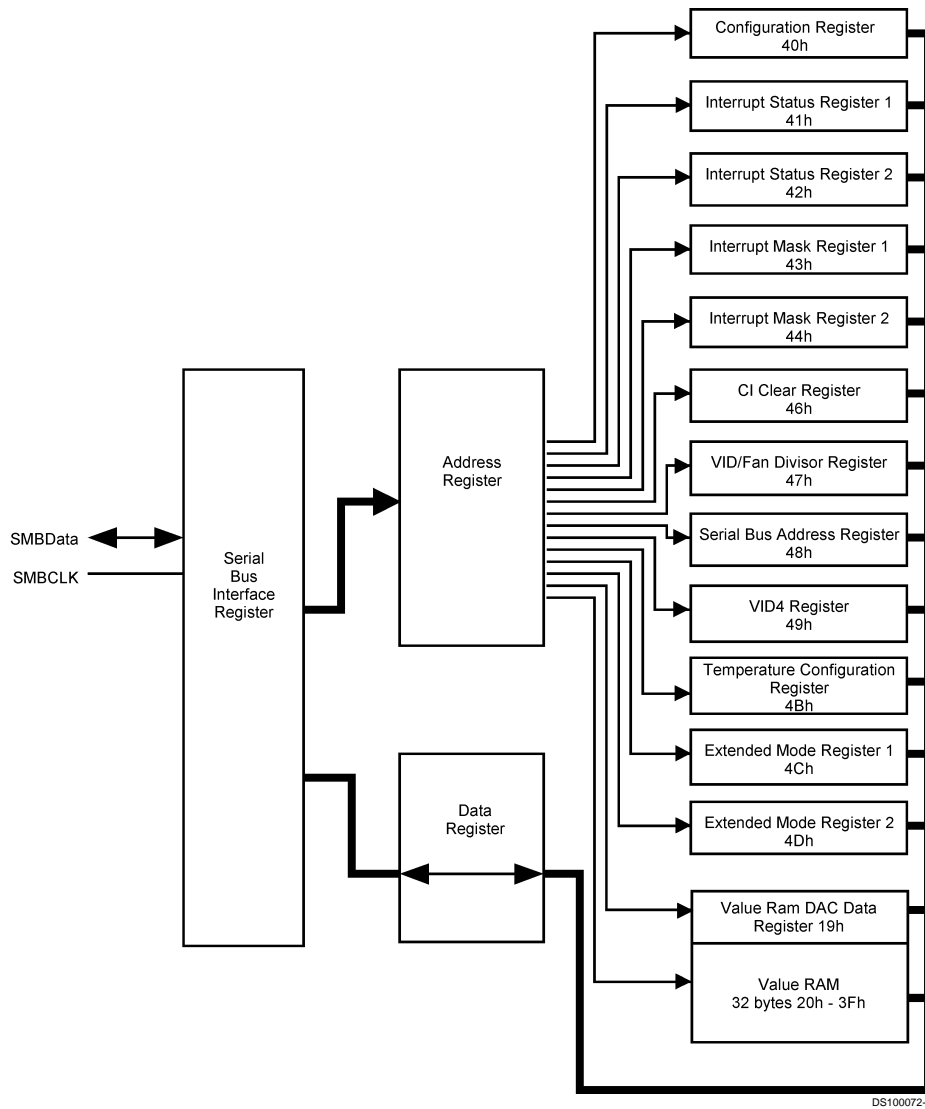 Configuration Register
40h
Interrupt Status Register 1
41h
Interrupt Status Register 2
42h
Interrupt Mask Register 1
43h
Interrupt Mask Register 2
44h
CI Clear Register
46h
VID/Fan Divisor Register
47h
Serial Bus Address Register
48h
VID4 Register
49h
Temperature Configuration
Register
4Bh
Extended Mode Register 1
4Ch
Extended Mode Register 2
4Dh
Value Ram DAC Data
Register 19h
Value RAM
32 bytes 20h - 3Fh
Address
Register
SMBData
SMBCLK
Serial
Bus
Interface
Register
Data
Register
DS100072-